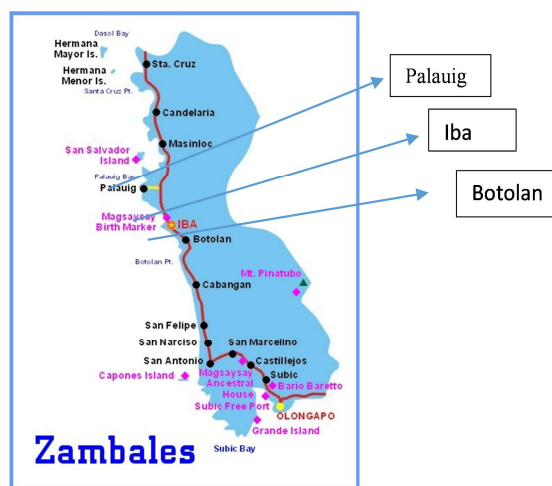 Dasol Bay
Hermana
Mayor Is.
Sta. Cruz
Hermana
Menor Is.
Santa Cruz Pt.
Candelaria
Masinloc
San Salvador
Island
Palauig Bay
Palauig
Magsaysay
Birth Marker
IBA
Botolan
Botolan Pt.
Mt. Pinatubo
Cabangan
San Felipe
San Narciso
San Marcelino
San Antonio
Castillejos
Capones Island
Magsaysay
Ancestral
House
Subic
Bario Baretto
Subic Free Port
OLONGAPO
Grande Island
Zambales
Subic Bay
Palauig
Iba
Botolan